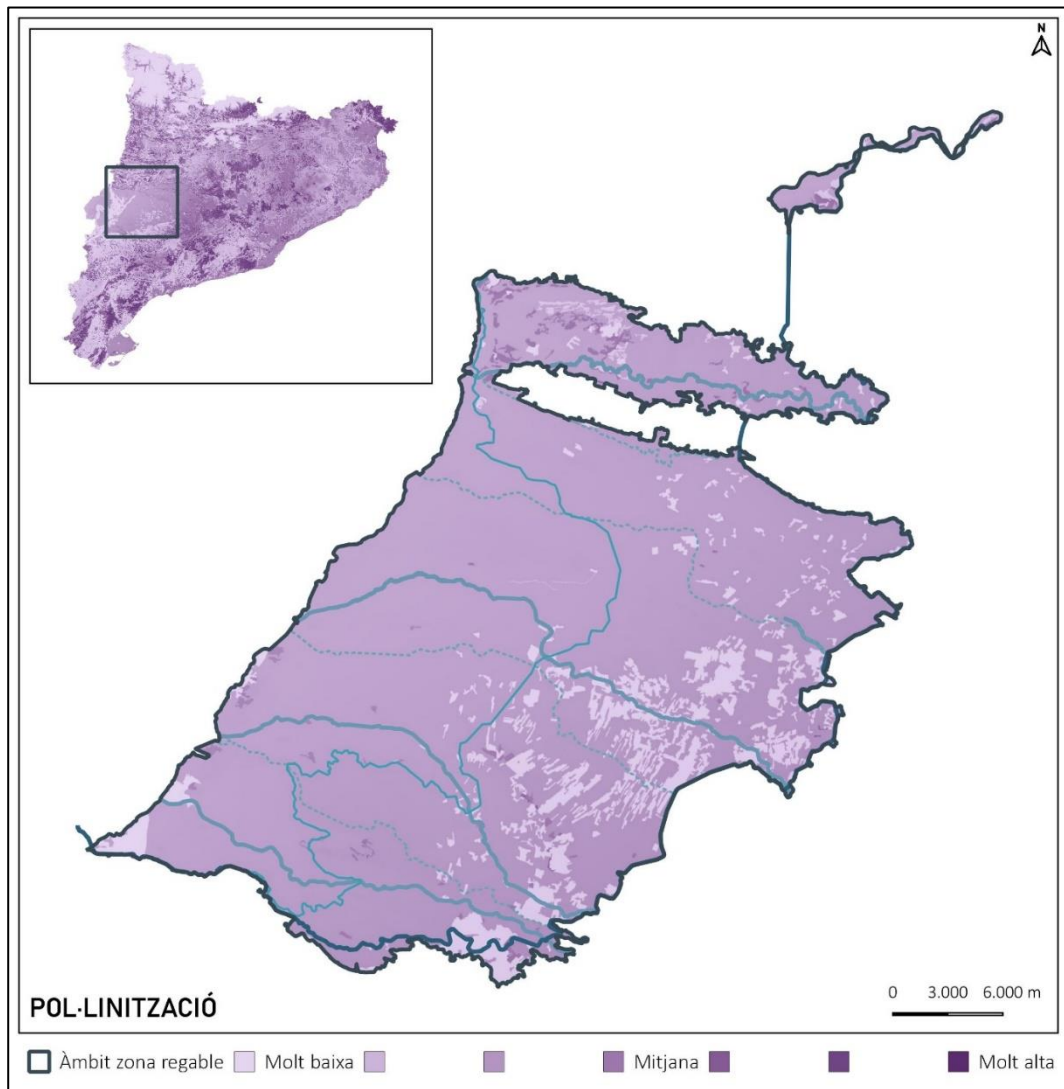 N
POL·LINITZACIÓ
0 3.000 6.000 m
Àmbit zona regable Molt baixa Mitjana Molt alta